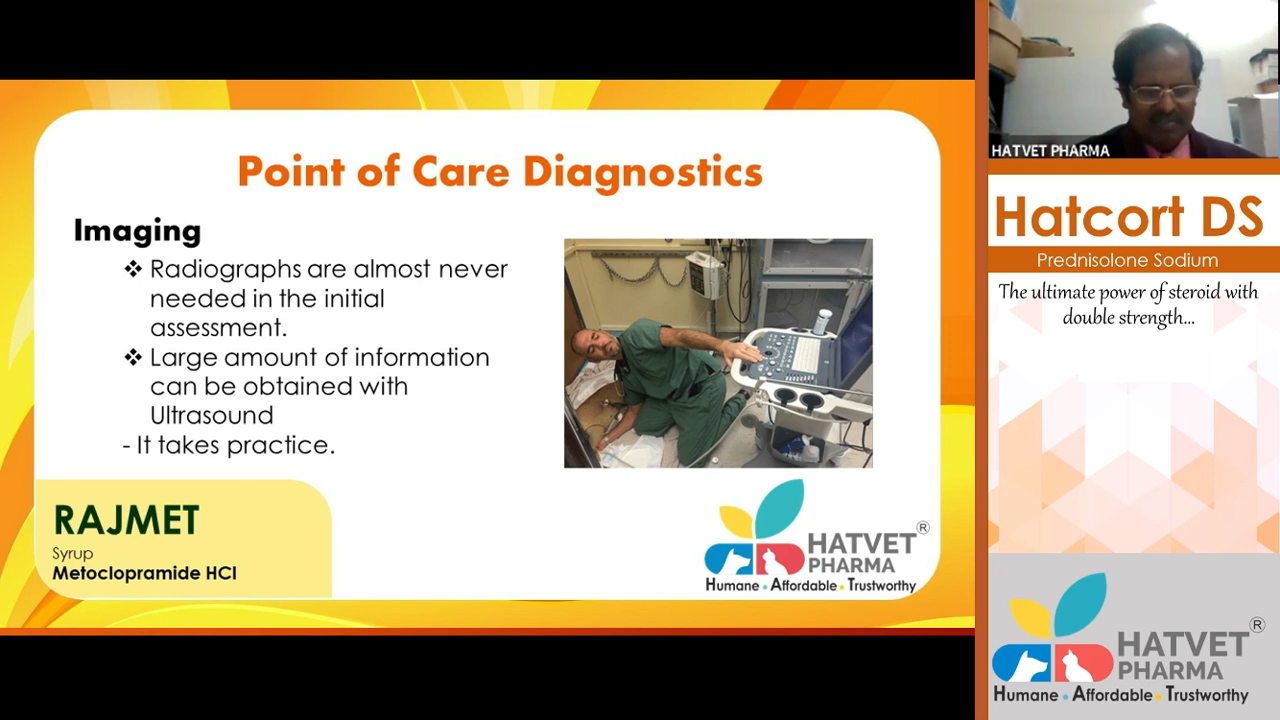 Point of Care Diagnostics
Imaging
❖ Radiographs are almost never
needed in the initial
assessment.
❖ Large amount of information
can be obtained with
Ultrasound
- It takes practice.
RAJMET
Syrup
Metoclopramide HCl
HATVET ®
PHARMA
Humane • Affordable • Trustworthy
HATVET PHARMA
Hatcort DS
Prednisolone Sodium
The ultimate power of steroid with
double strength...
HATVET ®
PHARMA
Humane • Affordable • Trustworthy